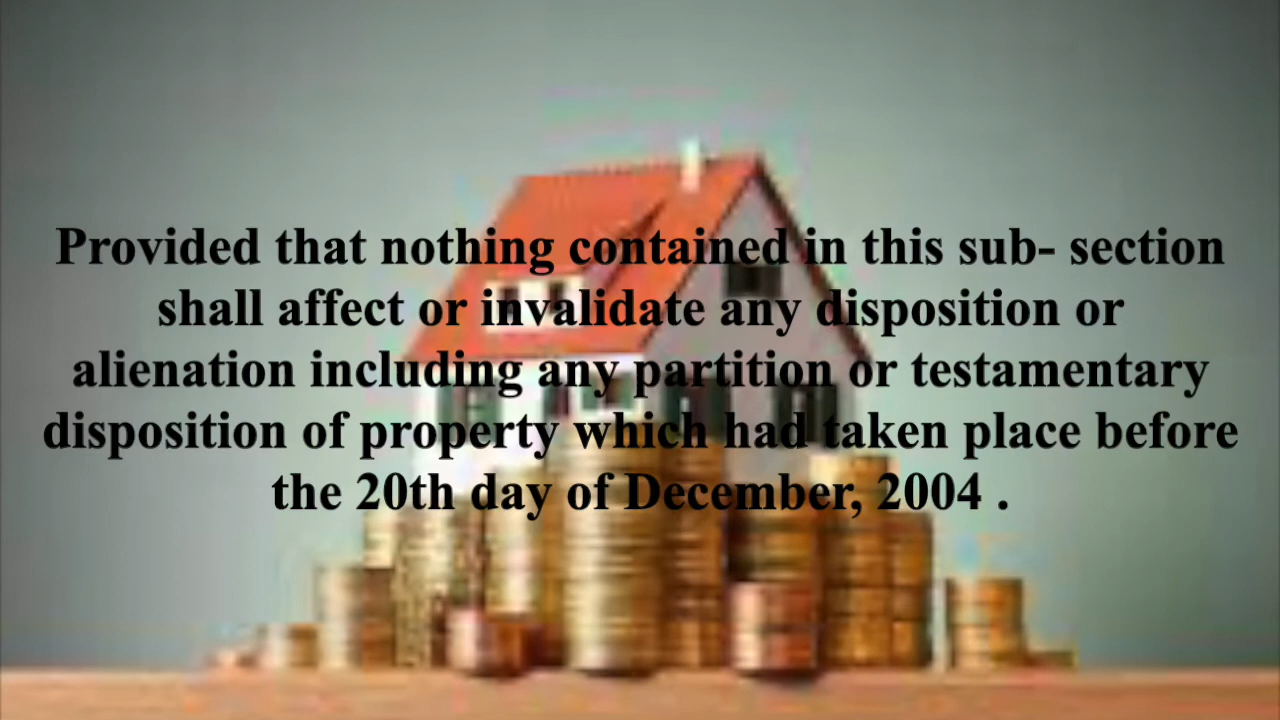 Provided that nothing contained in this sub- section
shall affect or invalidate any disposition or
alienation including any partition or testamentary
disposition of property which had taken place before
the 20th day of December, 2004 .